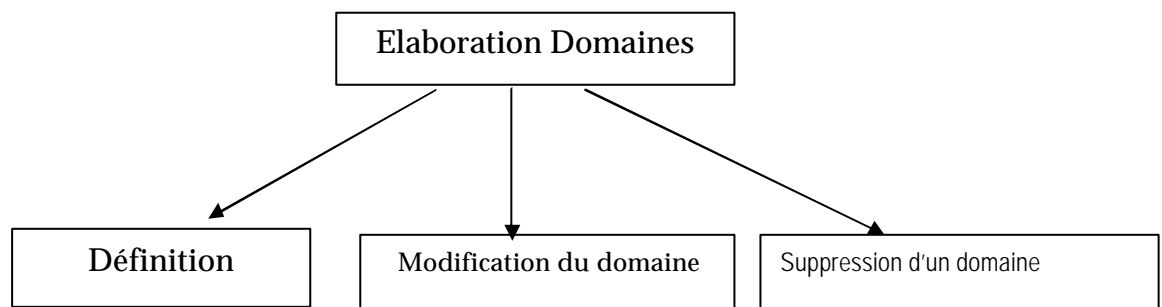 Elaboration Domaines
Définition
Modification du domaine
Suppression d’un domaine